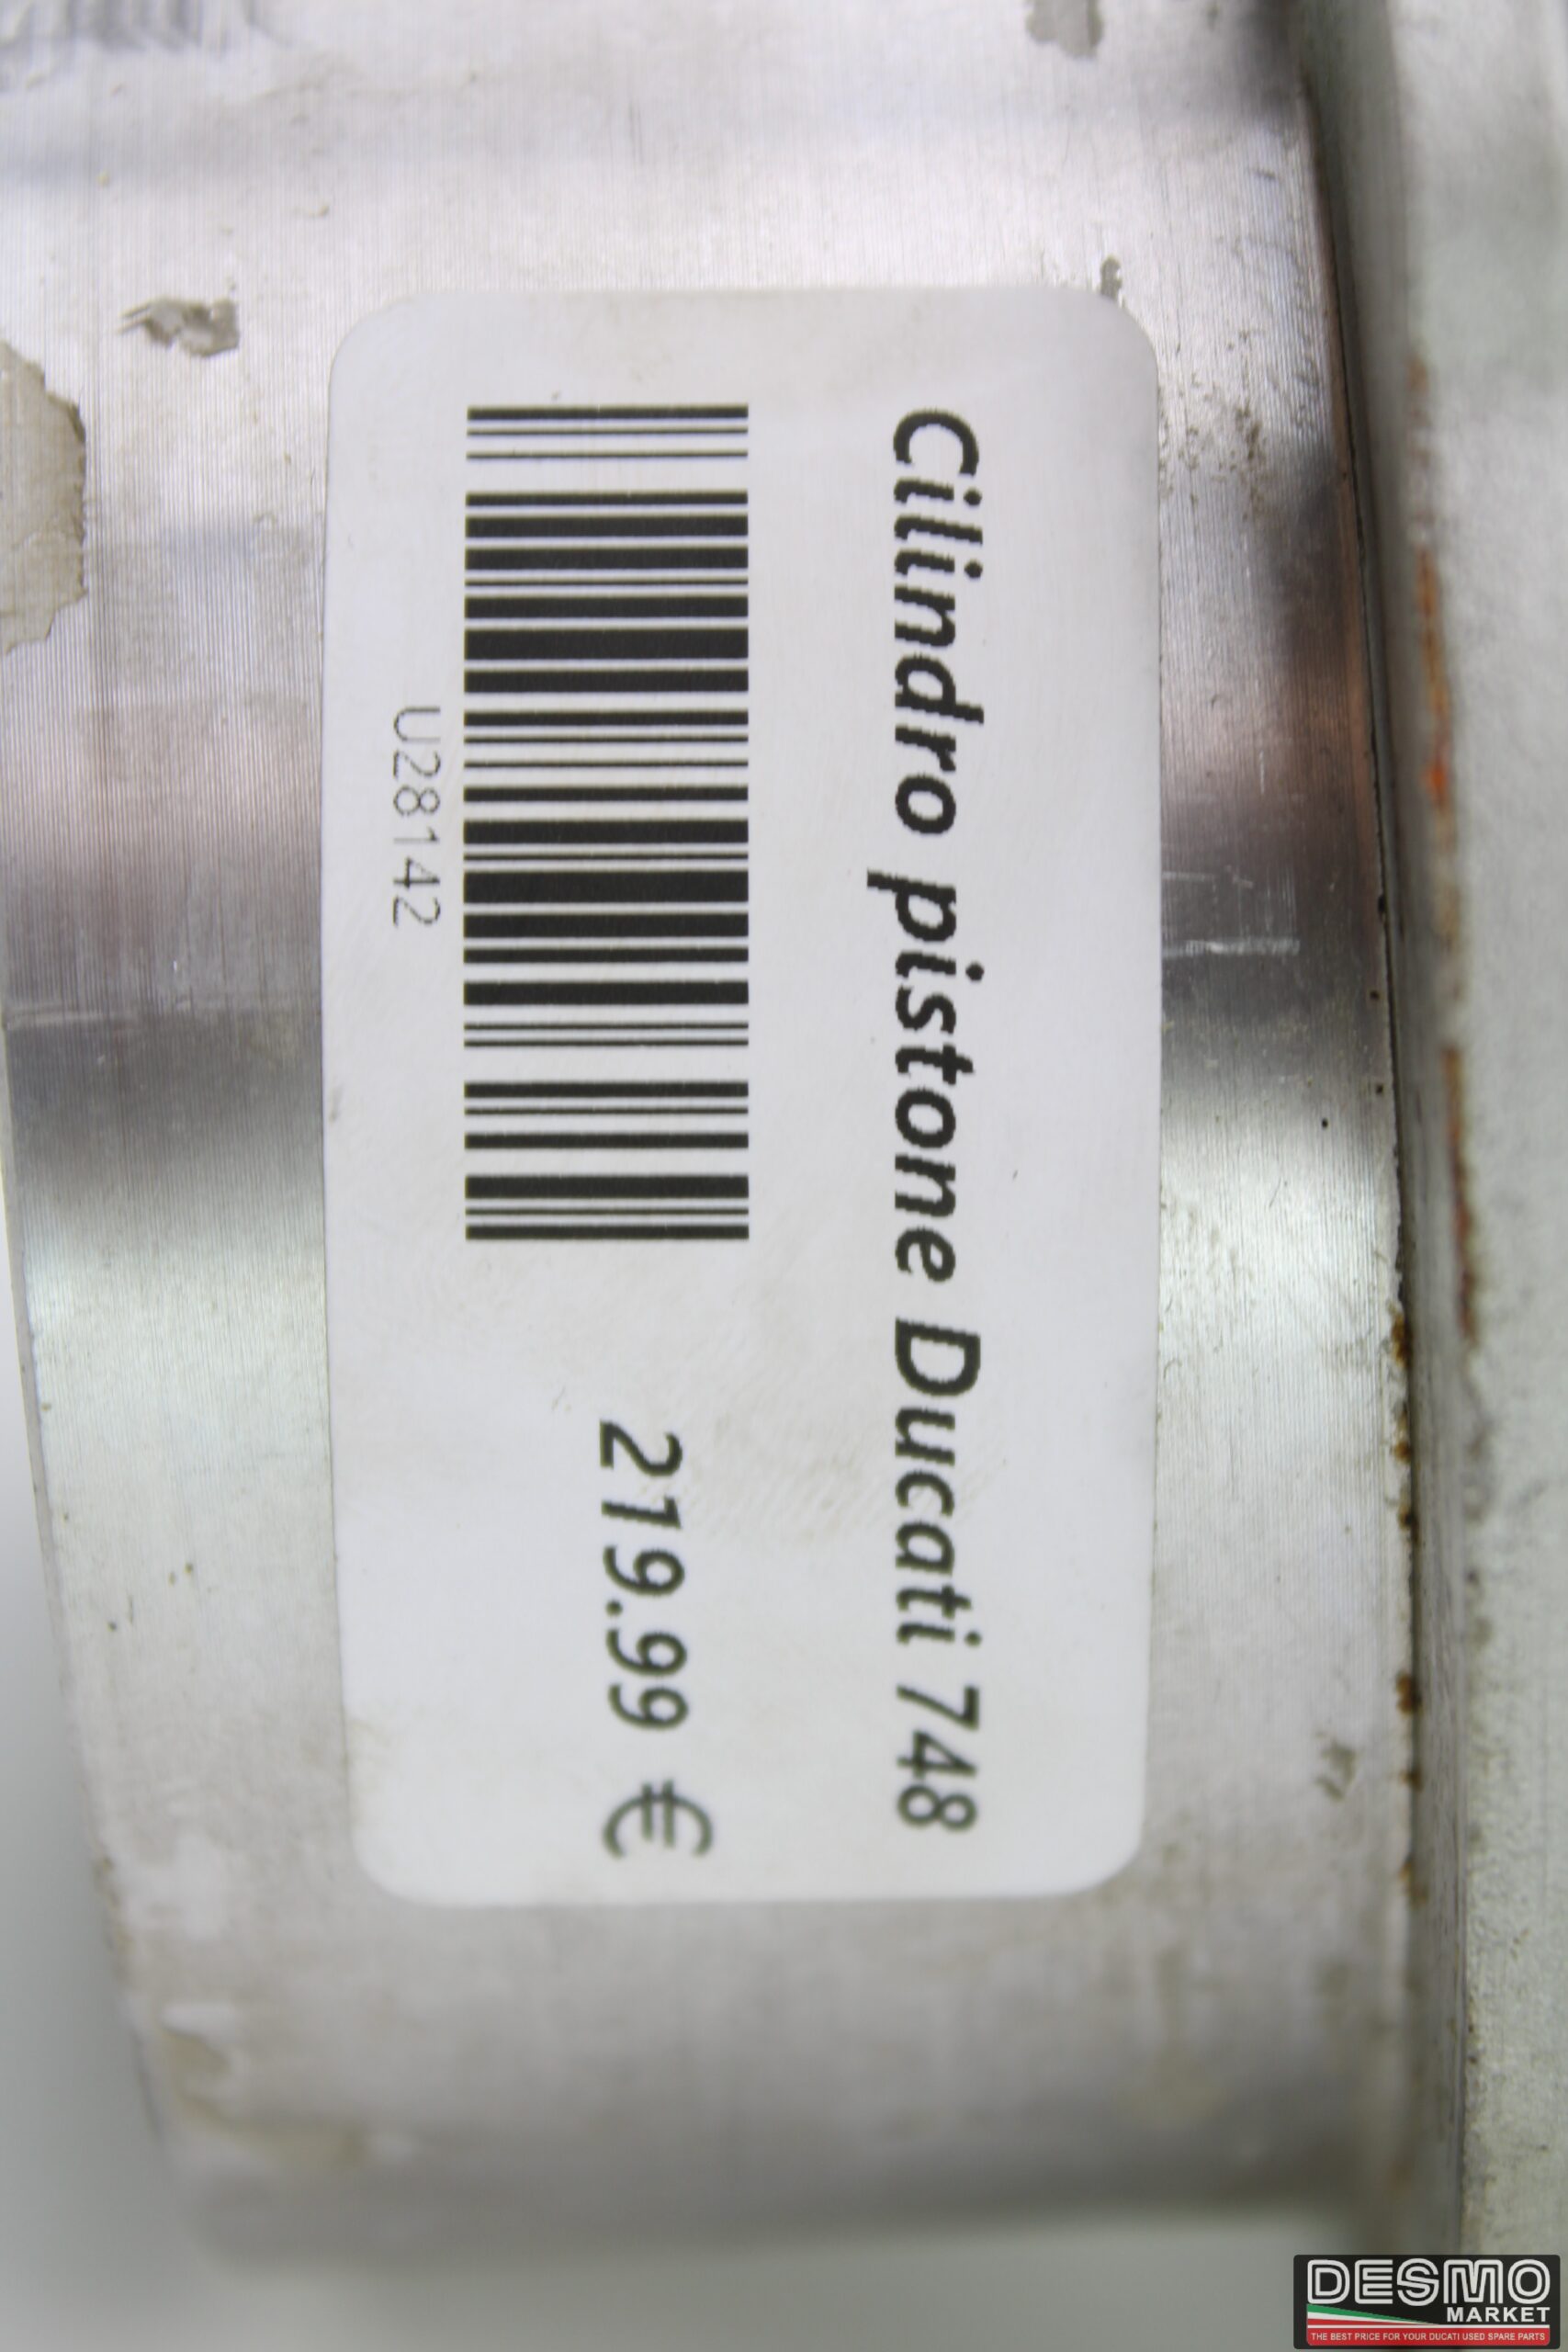 Cilindro pistone Ducati 748
219.99 €
U28142
DESMO
MARKET
THE BEST PRICE FOR YOUR DUCATI USED SPARE PARTS